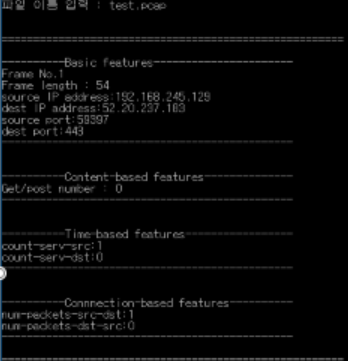 파일 이름 입력 : test.pcap
================================================
---------Basic features--------------------
Frame No.1
Frame length : 54
source IP address:192.168.245.129
dest IP address:52.20.237.183
source port:59397
dest port:443
------------------------------------------
---------Content-based features-------------
Get/post number : 0
------------------------------------------
---------Time-based features---------------
count-serv-src:1
count-serv-dst:0
------------------------------------------
---------Connnection-based features---------
num-packets-src-dst:1
num-packets-dst-src:0
------------------------------------------
================================================